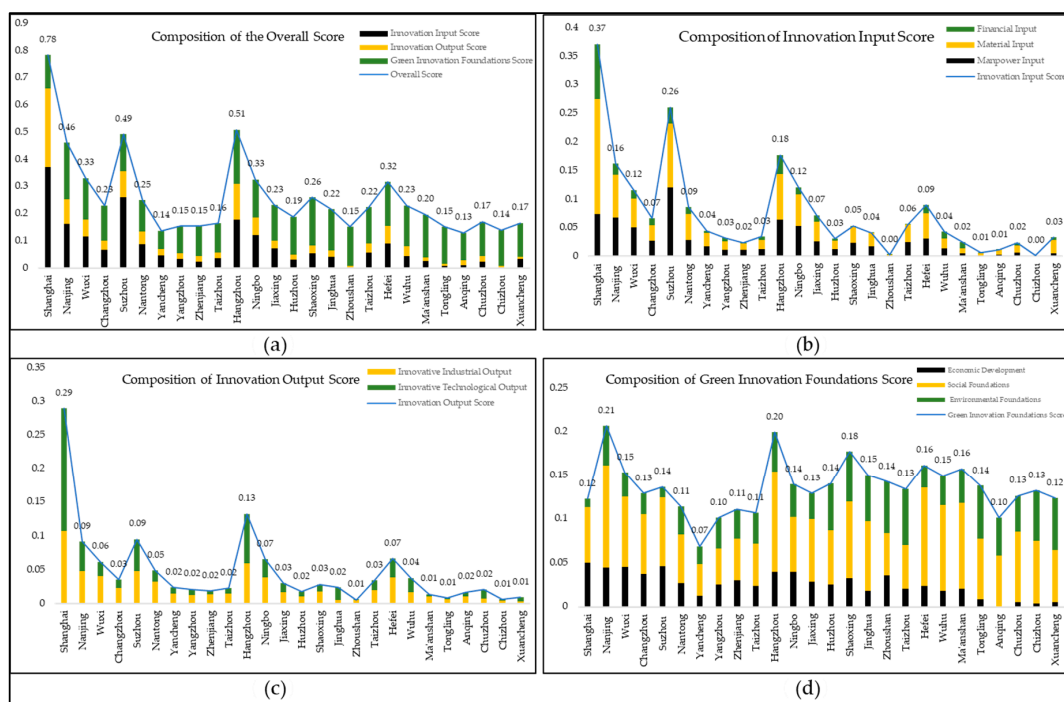 Composition of the Overall Score
Innovation Input Score
Innovation Output Score
Green Innovation Foundations Score
Overall Score
0.9
0.8
0.7
0.6
0.5
0.4
0.3
0.2
0.1
0
0.78 0.46 0.33 0.23 0.49 0.25 0.14 0.15 0.15 0.16 0.51 0.33 0.23 0.19 0.26 0.22 0.15 0.22 0.32 0.23 0.20 0.15 0.13 0.17 0.14 0.17
Shanghai Nanjing Wuxi Changzhou Suzhou Nantong Yancheng Yangzhou Zhenjiang Taizhou Hangzhou Ningbo Jiaxing Huzhou Shaoxing Jinghua Zhoushan Taizhou Hefei Wuhu Ma'anshan Tongling Anqing Chuzhou Chizhou Xuancheng
(a)
Composition of Innovation Input Score
Financial Input
Material Input
Manpower Input
Innovation Input Score
0.4
0.35
0.3
0.25
0.2
0.15
0.1
0.05
0
0.37 0.16 0.12 0.07 0.26 0.09 0.04 0.03 0.02 0.03 0.18 0.12 0.07 0.03 0.05 0.04 0.00 0.06 0.09 0.04 0.02 0.01 0.01 0.02 0.00 0.03
Shanghai Nanjing Wuxi Changzhou Suzhou Nantong Yancheng Yangzhou Zhenjiang Taizhou Hangzhou Ningbo Jiaxing Huzhou Shaoxing Jinghua Zhoushan Taizhou Hefei Wuhu Ma'anshan Tongling Anqing Chuzhou Chizhou Xuancheng
(b)
Composition of Innovation Output Score
Innovative Industrial Output
Innovative Technological Output
Innovation Output Score
0.35
0.3
0.25
0.2
0.15
0.1
0.05
0
0.29 0.09 0.06 0.03 0.09 0.05 0.02 0.02 0.02 0.02 0.13 0.07 0.03 0.02 0.03 0.02 0.01 0.03 0.07 0.04 0.01 0.01 0.02 0.02 0.01 0.01
Shanghai Nanjing Wuxi Changzhou Suzhou Nantong Yancheng Yangzhou Zhenjiang Taizhou Hangzhou Ningbo Jiaxing Huzhou Shaoxing Jinghua Zhoushan Taizhou Hefei Wuhu Ma'anshan Tongling Anqing Chuzhou Chizhou Xuancheng
(c)
Composition of Green Innovation Foundations Score
Economic Development
Social Foundations
Environmental Foundations
Green Innovation Foundations Score
0.25
0.2
0.15
0.1
0.05
0
0.12 0.21 0.15 0.13 0.14 0.11 0.07 0.10 0.11 0.11 0.20 0.14 0.13 0.14 0.18 0.15 0.14 0.13 0.16 0.15 0.16 0.14 0.10 0.13 0.13 0.12
Shanghai Nanjing Wuxi Changzhou Suzhou Nantong Yancheng Yangzhou Zhenjiang Taizhou Hangzhou Ningbo Jiaxing Huzhou Shaoxing Jinghua Zhoushan Taizhou Hefei Wuhu Ma'anshan Tongling Anqing Chuzhou Chizhou Xuancheng
(d)